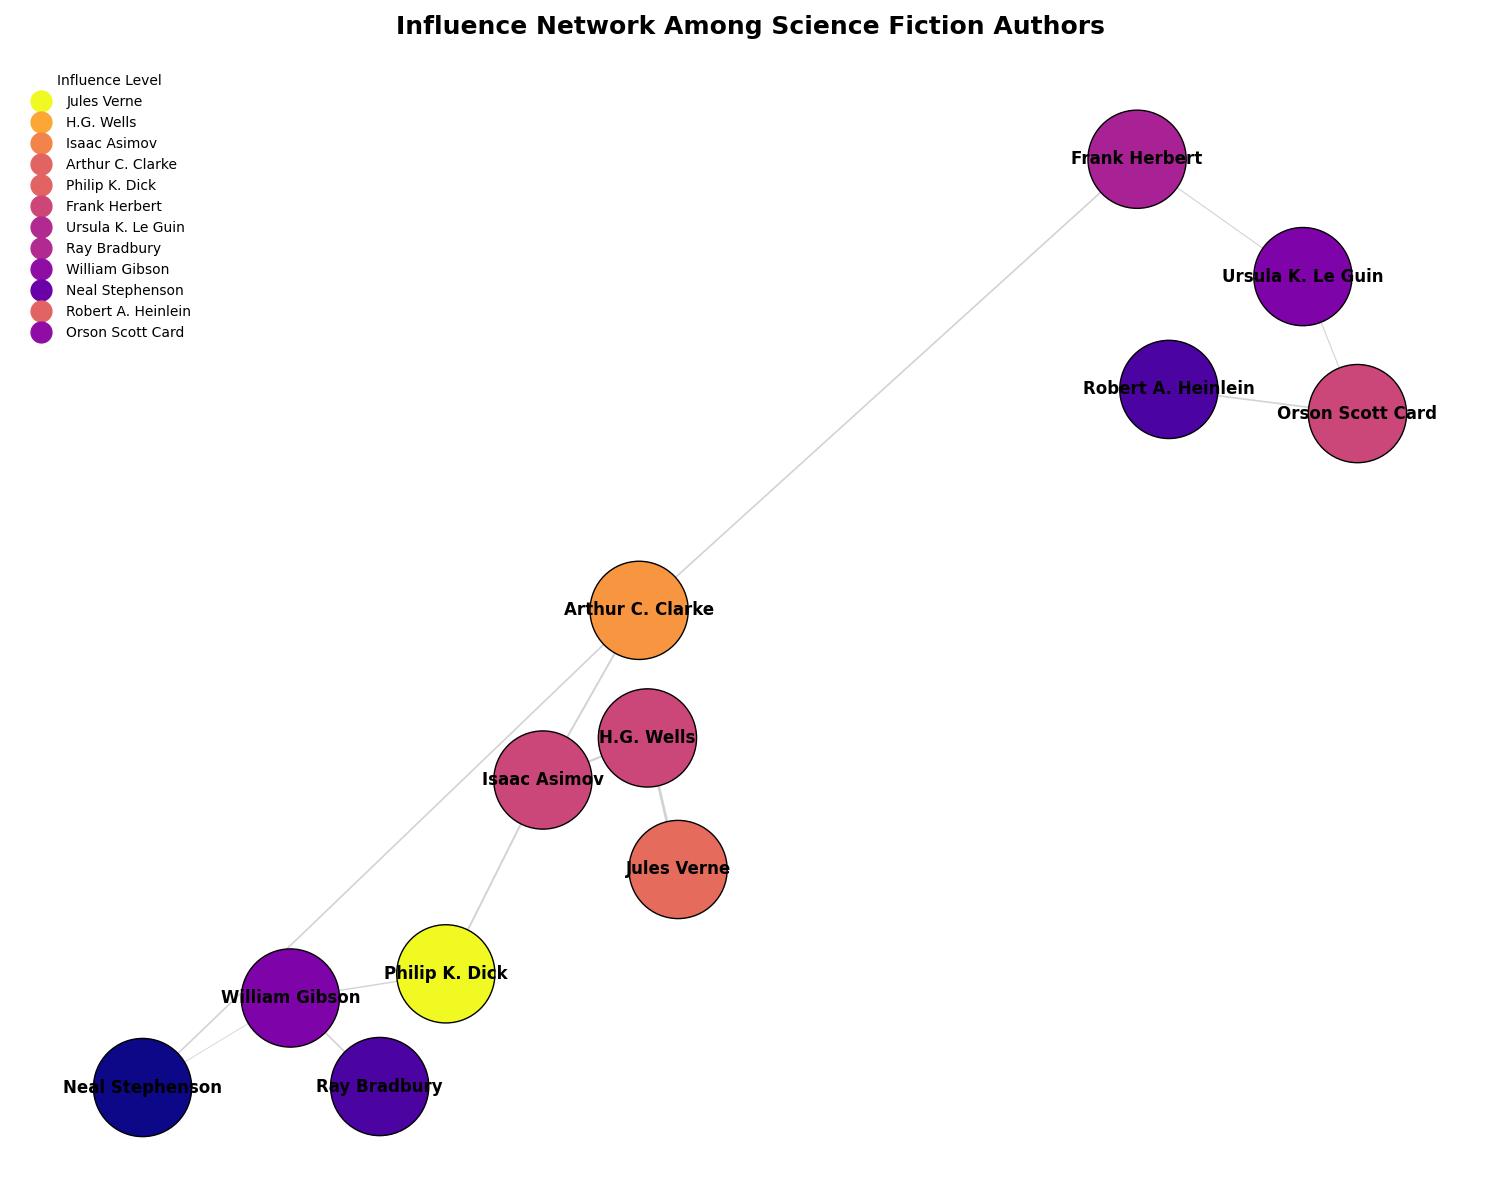 Influence Network Among Science Fiction Authors
Influence Level
Jules Verne
H.G. Wells
Isaac Asimov
Arthur C. Clarke
Philip K. Dick
Frank Herbert
Ursula K. Le Guin
Ray Bradbury
William Gibson
Neal Stephenson
Robert A. Heinlein
Orson Scott Card
Frank Herbert
Ursula K. Le Guin
Robert A. Heinlein
Orson Scott Card
Arthur C. Clarke
H.G. Wells
Isaac Asimov
Jules Verne
Philip K. Dick
William Gibson
Neal Stephenson
Ray Bradbury